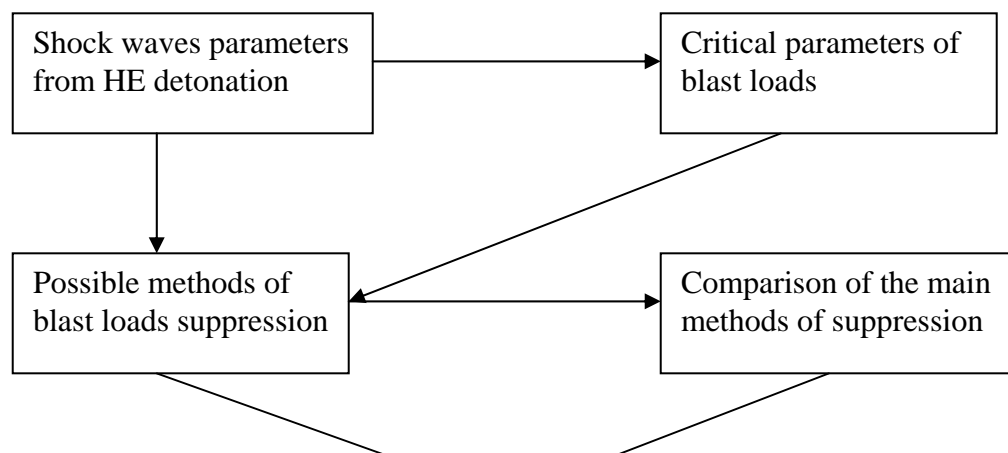 Shock waves parameters
from HE detonation
Critical parameters of
blast loads
Possible methods of
blast loads suppression
Comparison of the main
methods of suppression